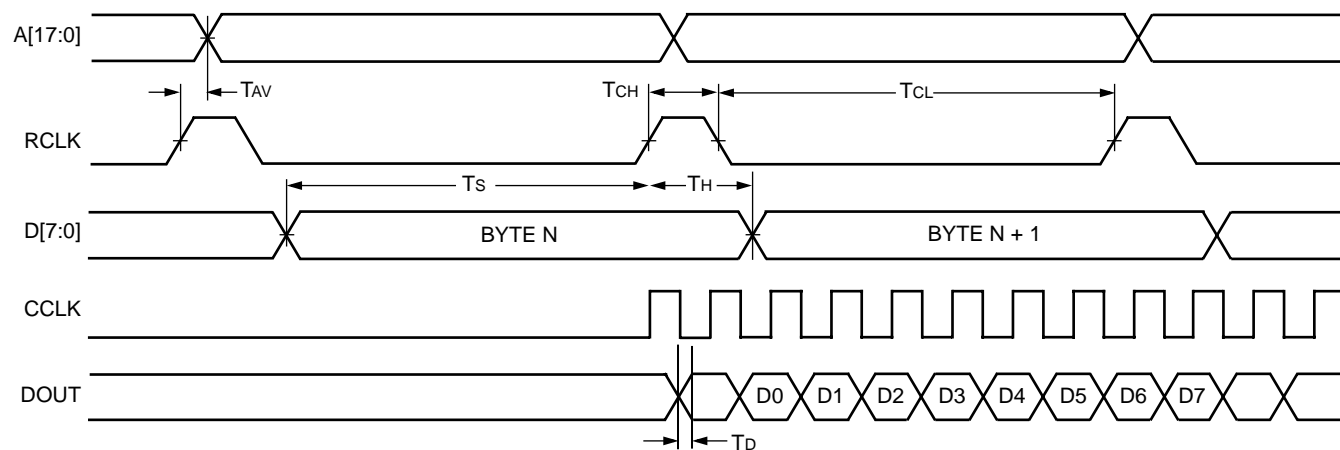 A[17:0]
TAV
TCH
TCL
RCLK
TS
TH
D[7:0]
BYTE N
BYTE N + 1
CCLK
DOUT
D0
D1
D2
D3
D4
D5
D6
D7
TD